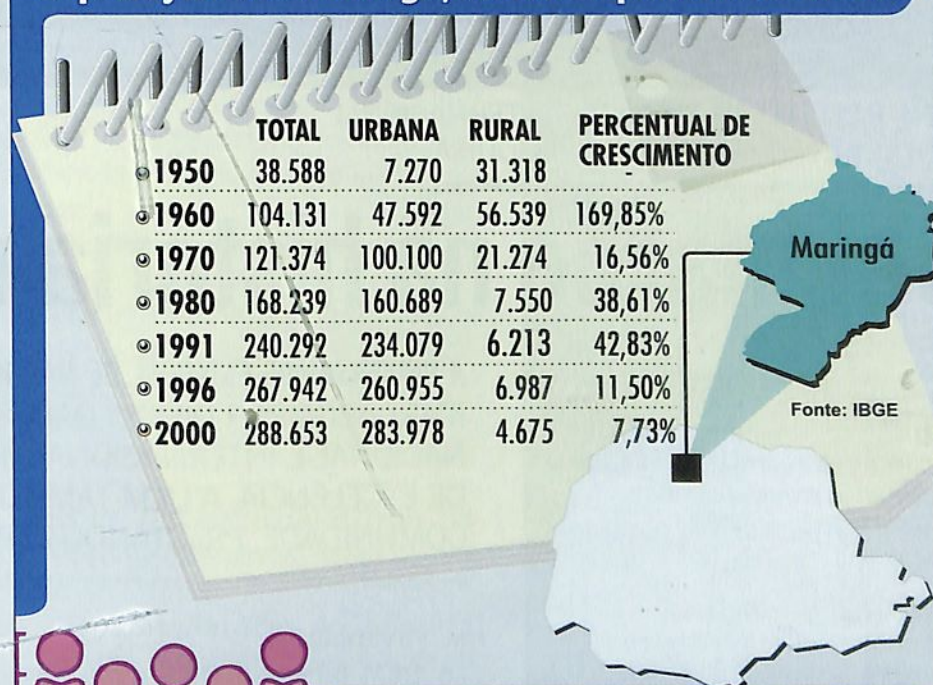 TOTAL URBANA RURAL PERCENTUAL DE CRESCIMENTO
1950 38.588 7.270 31.318 -
1960 104.131 47.592 56.539 169,85%
1970 121.374 100.100 21.274 16,56%
1980 168.239 160.689 7.550 38,61%
1991 240.292 234.079 6.213 42,83%
1996 267.942 260.955 6.987 11,50%
2000 288.653 283.978 4.675 7,73%
Maringá
Fonte: IBGE